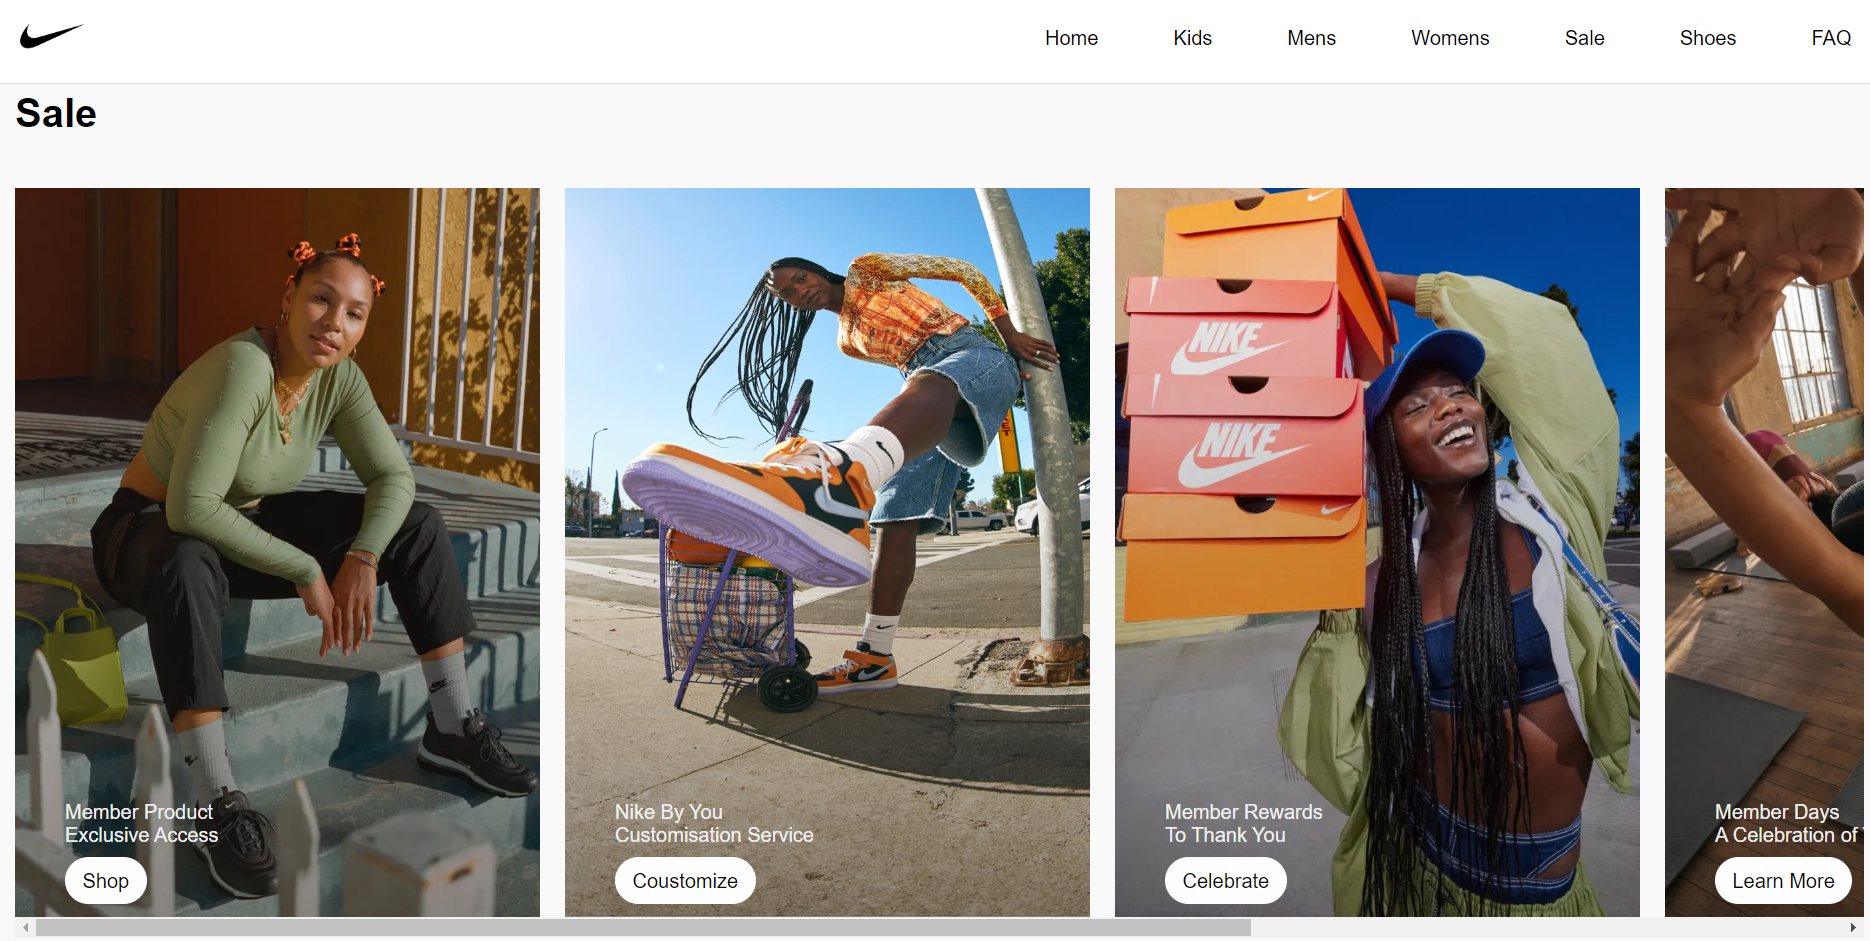 Home Kids Mens Womens Sale Shoes FAQ
Sale
NIKE
NIKE
Member Product
Exclusive Access
Shop
Nike By You
Customisation Service
Coustomize
Member Rewards
To Thank You
Celebrate
Member Days
A Celebration of
Learn More